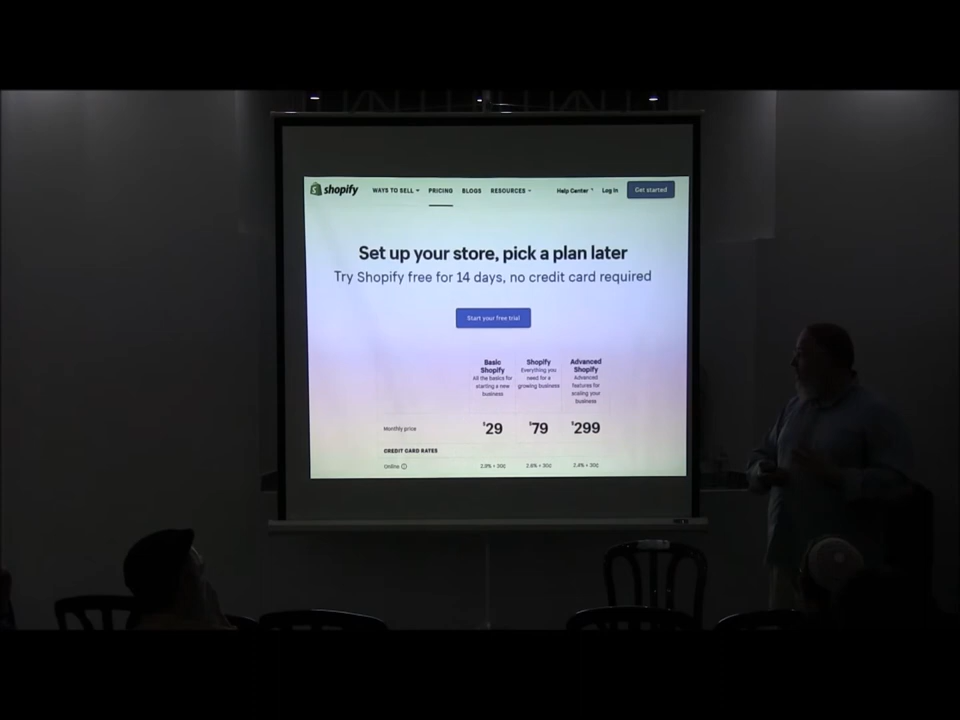 shopify WAYS TO SELL PRICING BLOGS RESOURCES Help Center Log in Get started
Set up your store, pick a plan later
Try Shopify free for 14 days, no credit card required
Start your free trial
Basic Shopify
All the basics for starting a new business
Shopify
Everything you need for a growing business
Advanced Shopify
Advanced features for scaling your business
Monthly price $29 $79 $299
CREDIT CARD RATES
Online 2.9% + 30¢ 2.6% + 30¢ 2.4% + 30¢